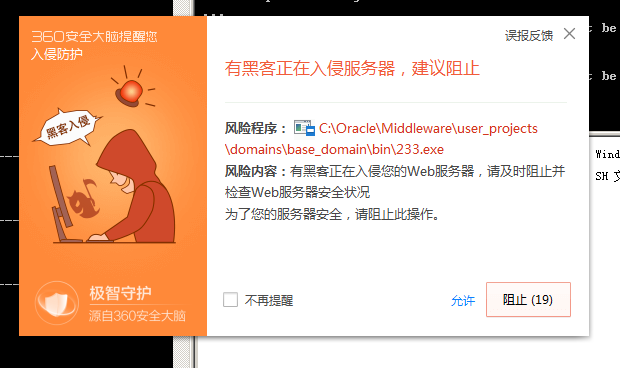 360安全大脑提醒您
入侵防护
黑客入侵
极智守护
源自360安全大脑
误报反馈
有黑客正在入侵服务器，建议阻止
风险程序： C:\Oracle\Middleware\user_projects
\domains\base_domain\bin\233.exe
风险内容：有黑客正在入侵您的Web服务器，请及时阻止并
检查Web服务器安全状况
为了您的服务器安全，请阻止此操作。
不再提醒
允许
阻止 (19)
t be
t be
Wind
SH 文